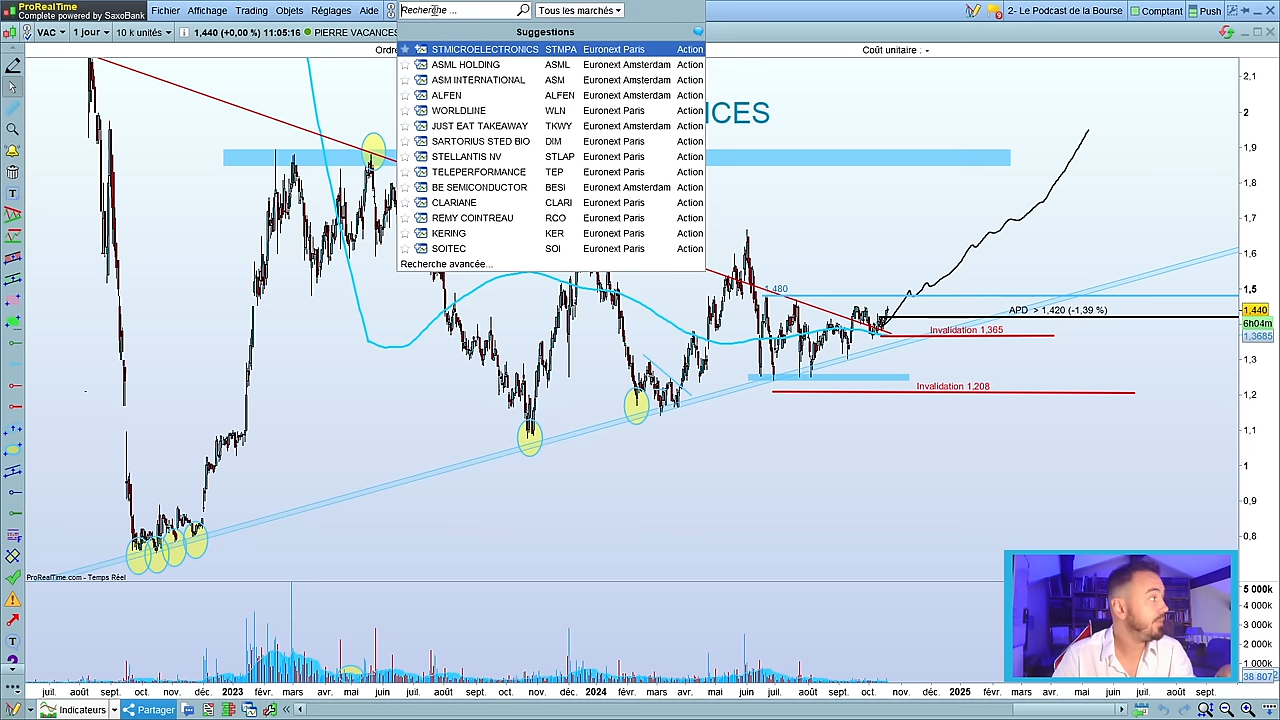 ProRealTime
Complete powered by SaxoBank
Fichier Affichage Trading Objets Réglages Aide
Recherche ...
Tous les marchés
2- Le Podcast de la Bourse
Comptant
Push
VAC
1 jour
10 k unités
1,440 (+0,00 %) 11:05:16
PIERRE VACANCES
Ordre
Coût unitaire : -
Suggestions
STMICROELECTRONICS STMPA Euronext Paris Action
ASML HOLDING ASML Euronext Amsterdam Action
ASM INTERNATIONAL ASM Euronext Amsterdam Action
ALFEN ALFEN Euronext Amsterdam Action
WORLDLINE WLN Euronext Paris Action
JUST EAT TAKEAWAY TKWY Euronext Amsterdam Action
SARTORIUS STED BIO DIM Euronext Paris Action
STELLANTIS NV STLAP Euronext Paris Action
TELEPERFORMANCE TEP Euronext Paris Action
BE SEMICONDUCTOR BESI Euronext Amsterdam Action
CLARIANE CLARI Euronext Paris Action
REMY COINTREAU RCO Euronext Paris Action
KERING KER Euronext Paris Action
SOITEC SOI Euronext Paris Action
Recherche avancée...
NCES
2,1
2
1,9
1,8
1,7
1,6
1,5
1,440
6h04m
1,3685
1,3
1,2
1,1
1
0,9
0,8
1,480
APD > 1,420 (-1,39 %)
Invalidation 1,365
Invalidation 1,208
ProRealTime.com - Temps Réel
5 000k
4 000k
3 000k
2 000k
1 000k
38 807
juil. août sept. oct. nov. déc. 2023 févr. mars avr. mai juin juil. août sept. oct. nov. déc. 2024 févr. mars avr. mai juin juil. août sept. oct. nov. déc. 2025 févr. mars avr. mai juin juil. août sept.
Indicateurs
Partager